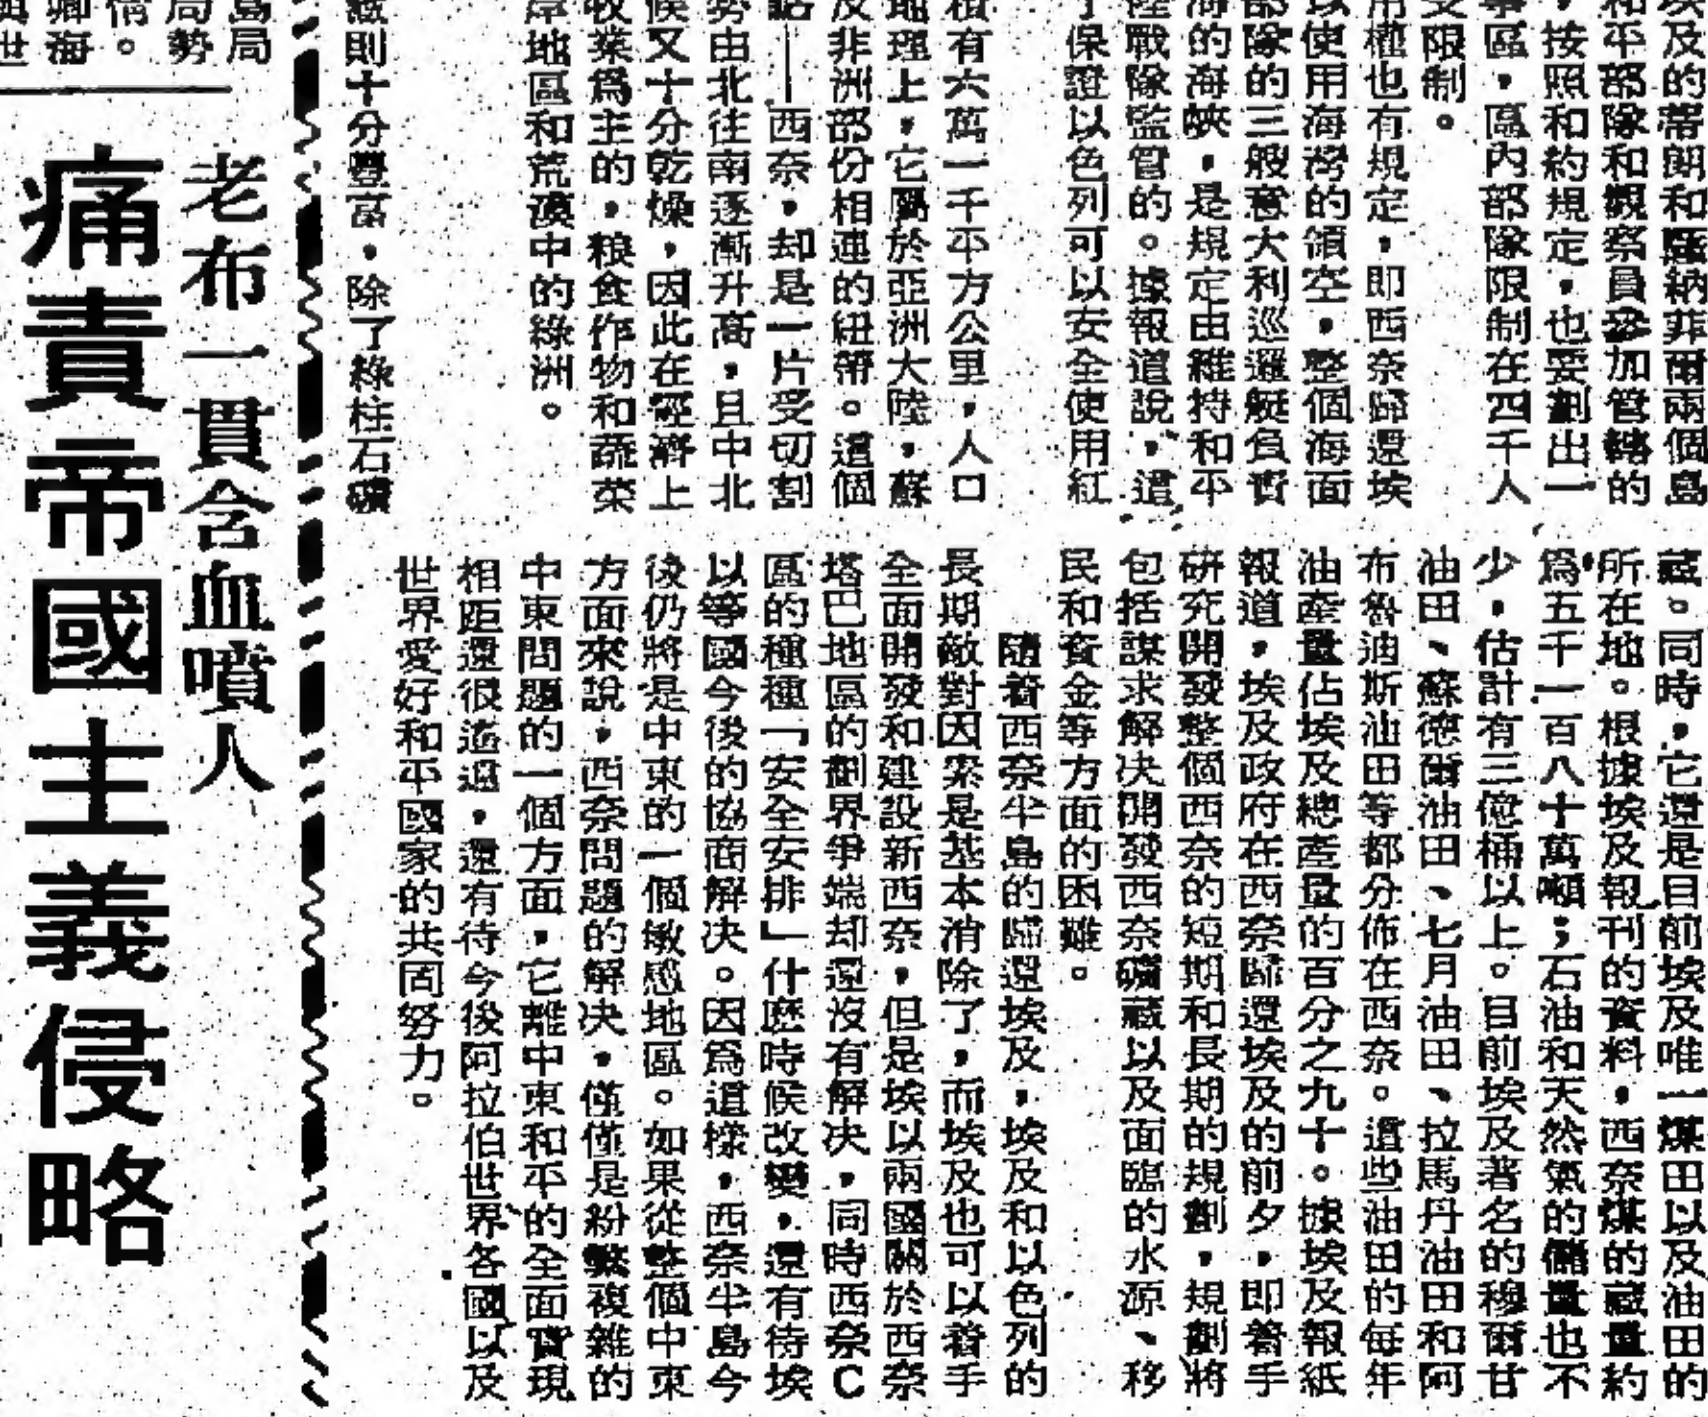 埃及的蒂朗和納菲爾兩個島
和平部隊和觀察員參加管轄的
，按照和約規定，也要劃出一
事區，區內部隊限制在四千人
受限制。
用權也有規定，即西奈歸還埃
以使用海灣的領空，整個海面
部隊的三艘意大利巡邏艇負責
海的海峽，是規定由維持和平
陸戰隊監管的。據報道說，這
了保證以色列可以安全使用紅
積有六萬一千平方公里，人口
地理上，它屬於亞洲大陸，蘇
及非洲部份相連的紐帶。這個
話——西奈，却是一片受切割
勢由北往南逐漸升高，且中北
候又十分乾燥，因此在經濟上
牧業爲主的，粮食作物和蔬菜
岸地區和荒漠中的綠洲。
藏則十分豐富，除了綠柱石礦
藏。同時，它還是目前埃及唯一煤田以及油田的
所在地。根據埃及報刊的資料，西奈煤的藏量約
爲五千一百八十萬噸；石油和天然氣的儲量也不
少，估計有三億桶以上。目前埃及著名的穆爾甘
油田、蘇德爾油田、七月油田、拉馬丹油田和阿
布魯油斯油田等都分佈在西奈。這些油田的每年
油產量佔埃及總產量的百分之九十。據埃及報紙
報道，埃及政府在西奈歸還埃及的前夕，即着手
研究開發整個西奈的短期和長期的規劃，規劃將
包括謀求解决開發西奈礦藏以及面臨的水源、移
民和資金等方面的困難。
隨着西奈半島的歸還埃及，埃及和以色列的
長期敵對因素是基本消除了，而埃及也可以着手
全面開發和建設新西奈，但是埃以兩國關於西奈
塔巴地區的劃界爭端却還沒有解决，同時西奈C
區的種種「安全安排」什麽時候改變，還有待埃
以等國今後的協商解决。因爲這樣，西奈半島今
後仍將是中東的一個敏感地區。如果從整個中東
方面來說，西奈問題的解决，僅僅是紛繁複雜的
中東問題的一個方面，它離中東和平的全面實現
相距還很遙遠，還有待今後阿拉伯世界各國以及
世界愛好和平國家的共同努力。
島局
局勢
情。
卿海
與世
老布一貫含血噴人
痛責帝國主義侵略